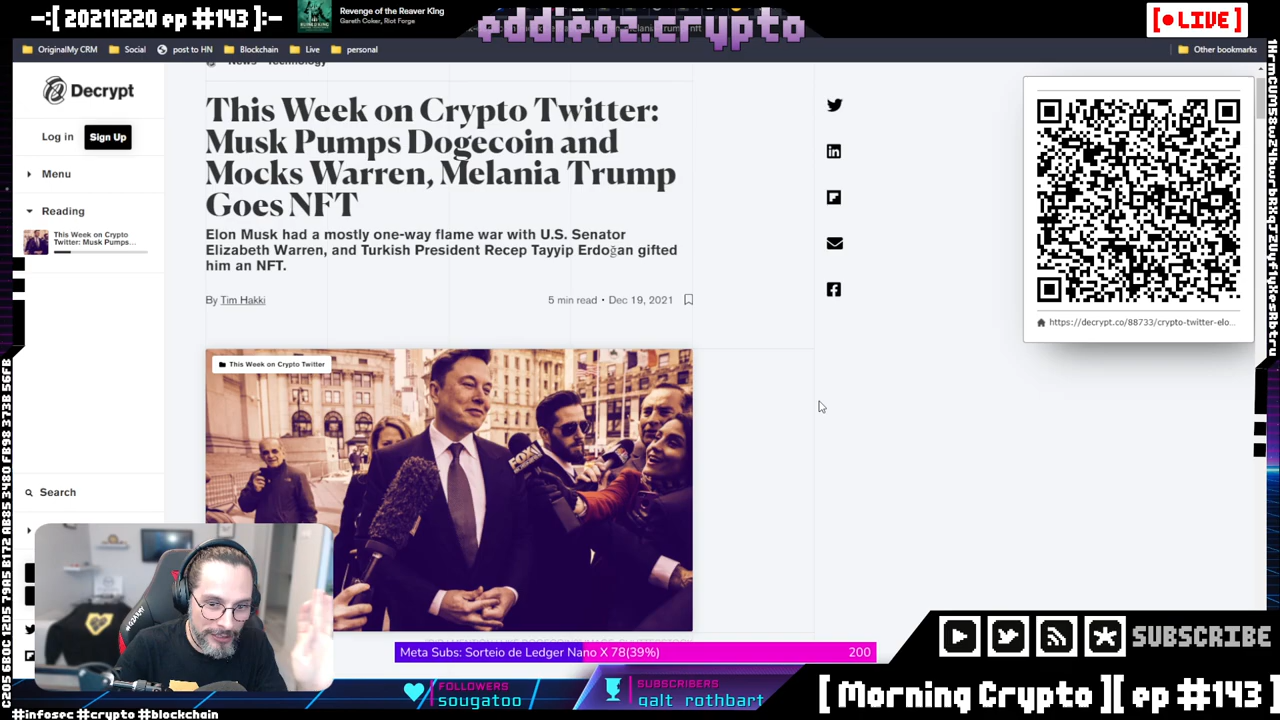 -:[ 20211220 ep #143 ]:-
Revenge of the Reaver King
Gareth Coker, Riot Forge
eddieoz.crypto
[ LIVE ]
OriginalMy CRM
Social
post to HN
Blockchain
Live
personal
Other bookmarks
News
Technology
Decrypt
Log in
Sign Up
Menu
Reading
This Week on Crypto
Twitter: Musk Pumps...
Search
This Week on Crypto Twitter:
Musk Pumps Dogecoin and
Mocks Warren, Melania Trump
Goes NFT
Elon Musk had a mostly one-way flame war with U.S. Senator
Elizabeth Warren, and Turkish President Recep Tayyip Erdoğan gifted
him an NFT.
By Tim Hakki
5 min read • Dec 19, 2021
This Week on Crypto Twitter
FOX
https://decrypt.co/88733/crypto-twitter-elo...
Meta Subs: Sorteio de Ledger Nano X 78(39%)
200
FOLLOWERS
sougatoo
SUBSCRIBERS
galt_rothbart
SUBSCRIBE
[ Morning Crypto ][ ep #143 ]
#infosec #crypto #blockchain